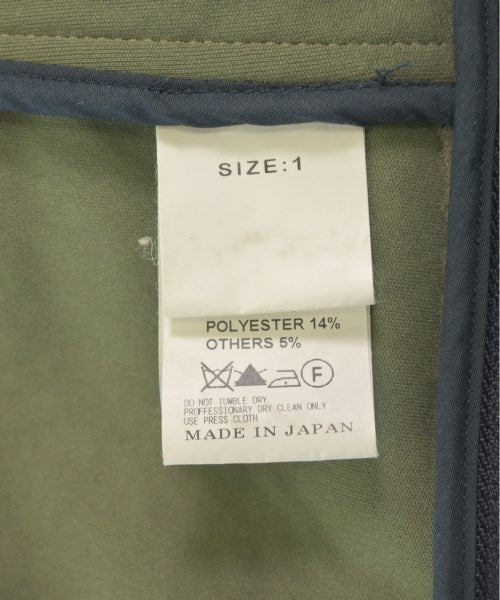 SIZE:1
POLYESTER 14%
OTHERS 5%
F
DO NOT TUMBLE DRY
PROFFESSIONARY DRY CLEAN ONLY
USE PRESS CLOTH
MADE IN JAPAN